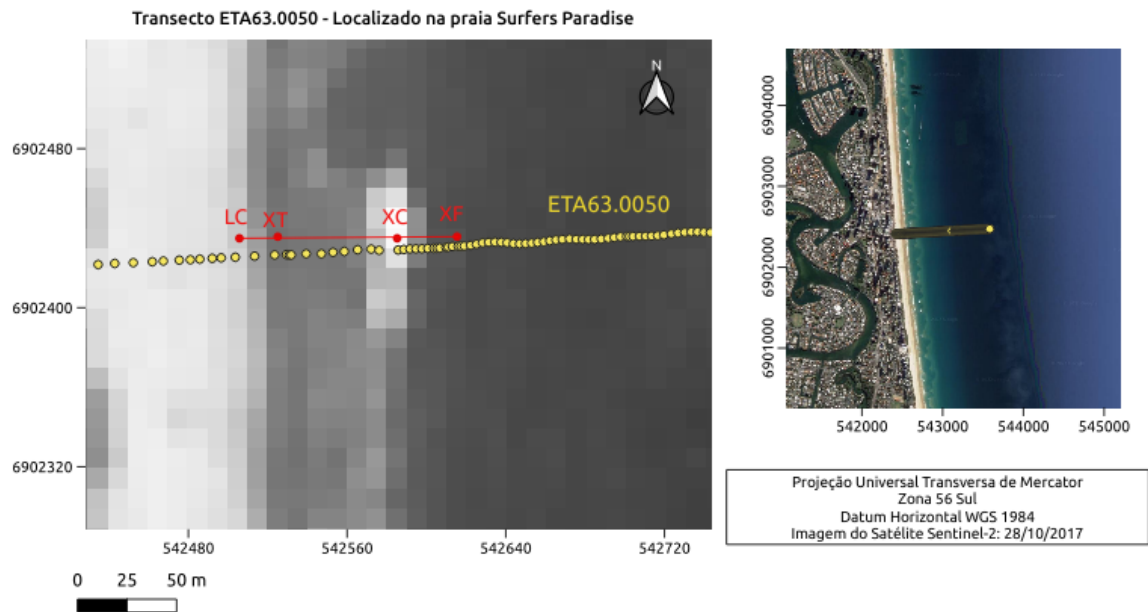 Transecto ETA63.0050 - Localizado na praia Surfers Paradise
N
6902480
6902400
6902320
LC
XT
XC
XF
ETA63.0050
542480
542560
542640
542720
0 25 50 m
6904000
6903000
6902000
6901000
542000
543000
544000
545000
Projeção Universal Transversa de Mercator
Zona 56 Sul
Datum Horizontal WGS 1984
Imagem do Satélite Sentinel-2: 28/10/2017